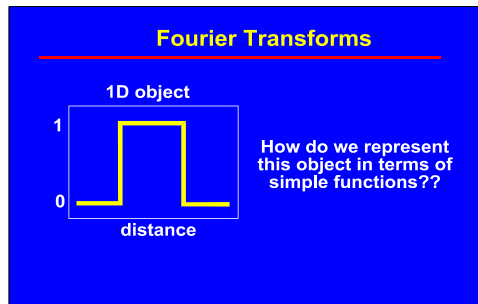 Fourier Transforms
1D object
1
0
distance
How do we represent
this object in terms of
simple functions??